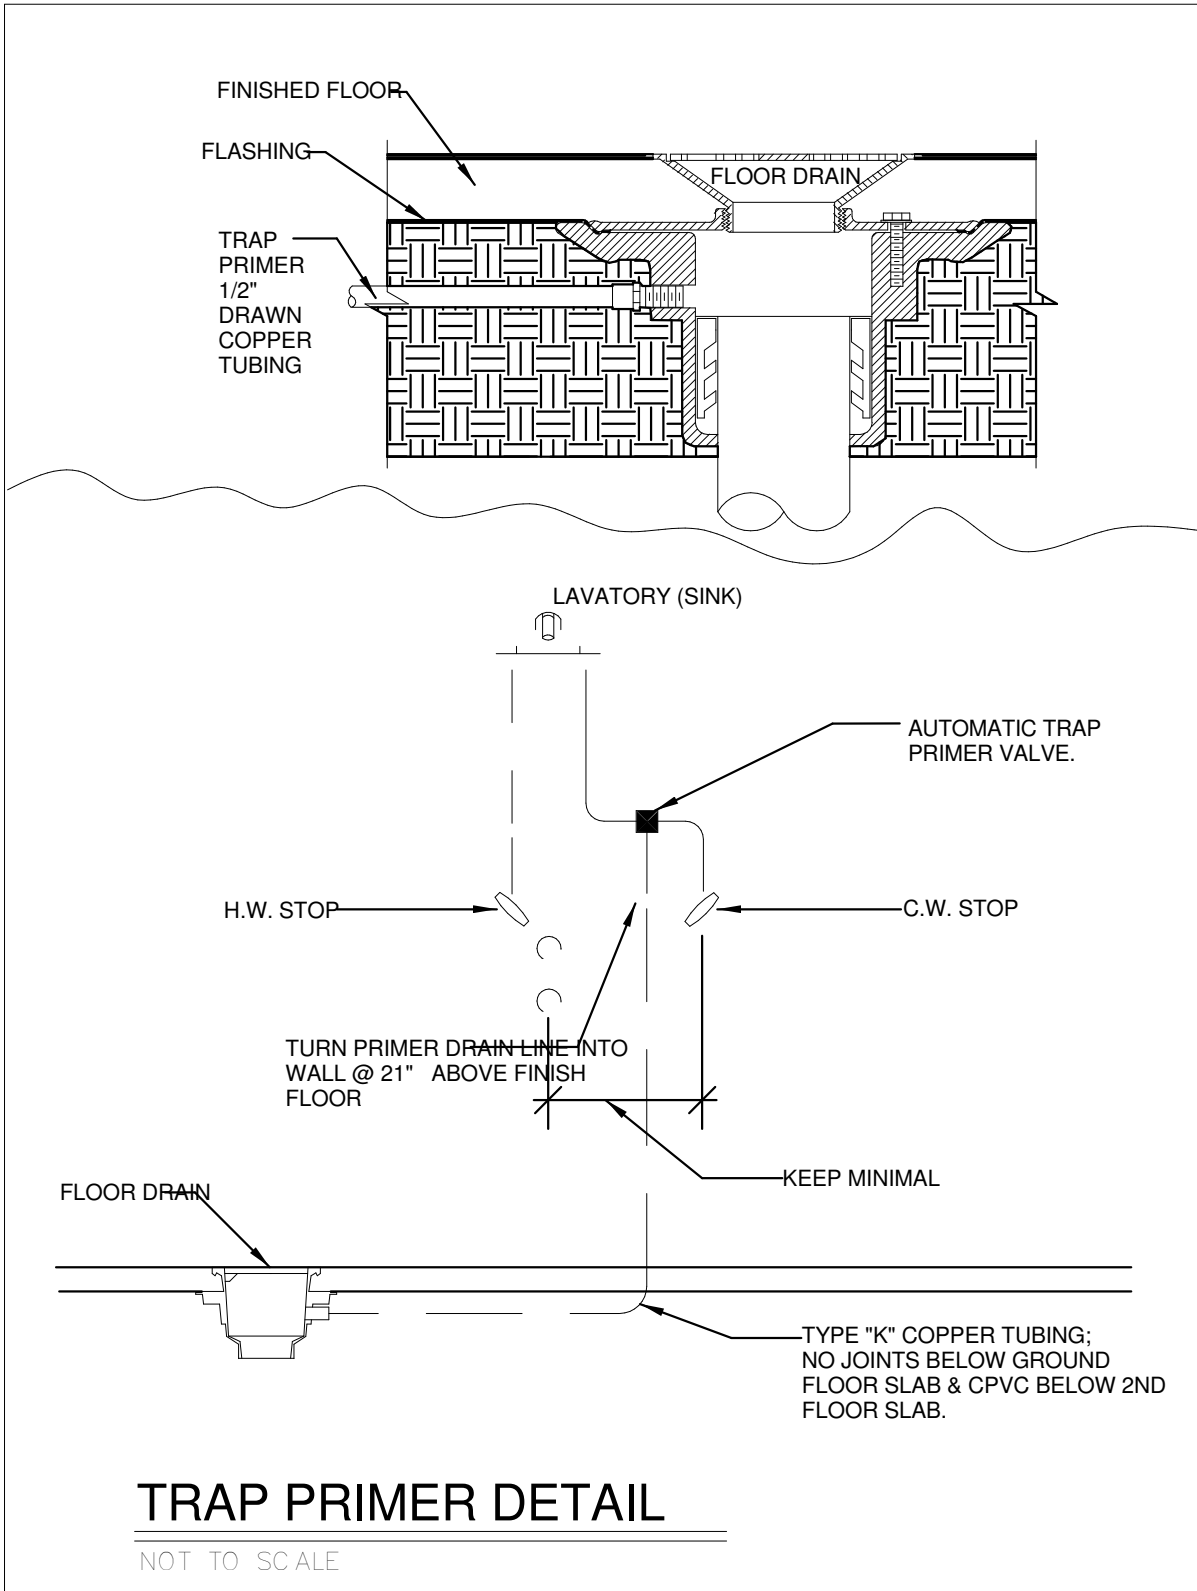 FINISHED FLOOR
FLASHING
FLOOR DRAIN
TRAP
PRIMER
1/2"
DRAWN
COPPER
TUBING
LAVATORY (SINK)
AUTOMATIC TRAP
PRIMER VALVE.
H.W. STOP
C.W. STOP
TURN PRIMER DRAIN LINE INTO
WALL @ 21" ABOVE FINISH
FLOOR
KEEP MINIMAL
FLOOR DRAIN
TYPE "K" COPPER TUBING;
NO JOINTS BELOW GROUND
FLOOR SLAB & CPVC BELOW 2ND
FLOOR SLAB.
TRAP PRIMER DETAIL
NOT TO SCALE